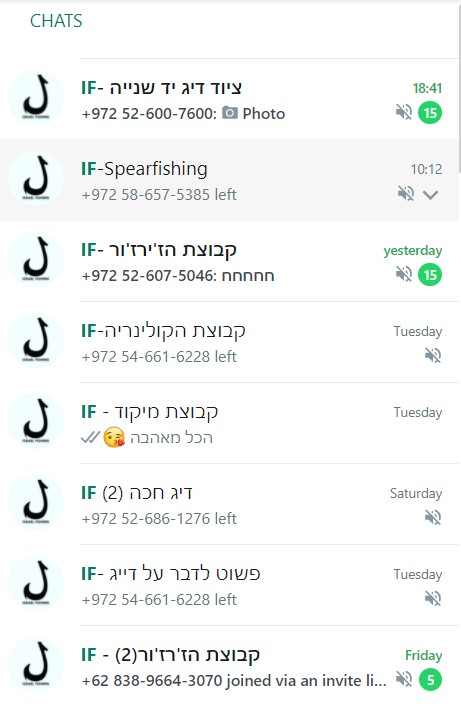 CHATS
IF- ציוד דיג יד שנייה
18:41
+972 52-600-7600: Photo
15
IF-Spearfishing
10:12
+972 58-657-5385 left
IF- קבוצת הז'ירז'ור
yesterday
+972 52-607-5046: חחחחח
15
IF-קבוצת הקולינריה
Tuesday
+972 54-661-6228 left
IF - קבוצת מיקוד
Tuesday
הכל מאהבה 😘
IF דיג חכה (2)
Saturday
+972 52-686-1276 left
IF- פשוט לדבר על דייג
Tuesday
+972 54-661-6228 left
IF - קבוצת הז'רז'ור(2)
Friday
+62 838-9664-3070 joined via an invite li...
5